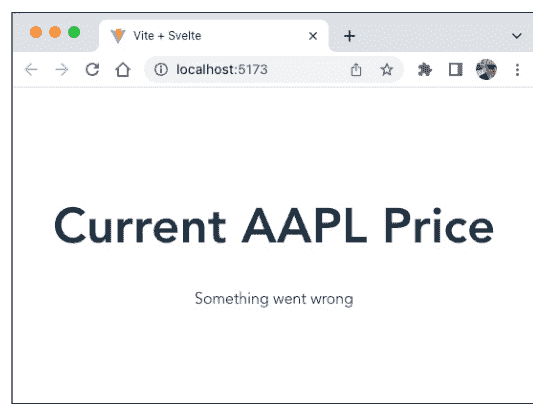 Vite + Svelte
localhost:5173
Current AAPL Price
Something went wrong